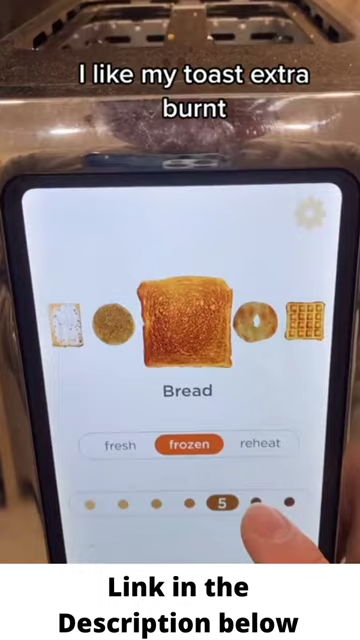 I like my toast extra
burnt
Bread
fresh frozen reheat
5
Link in the
Description below